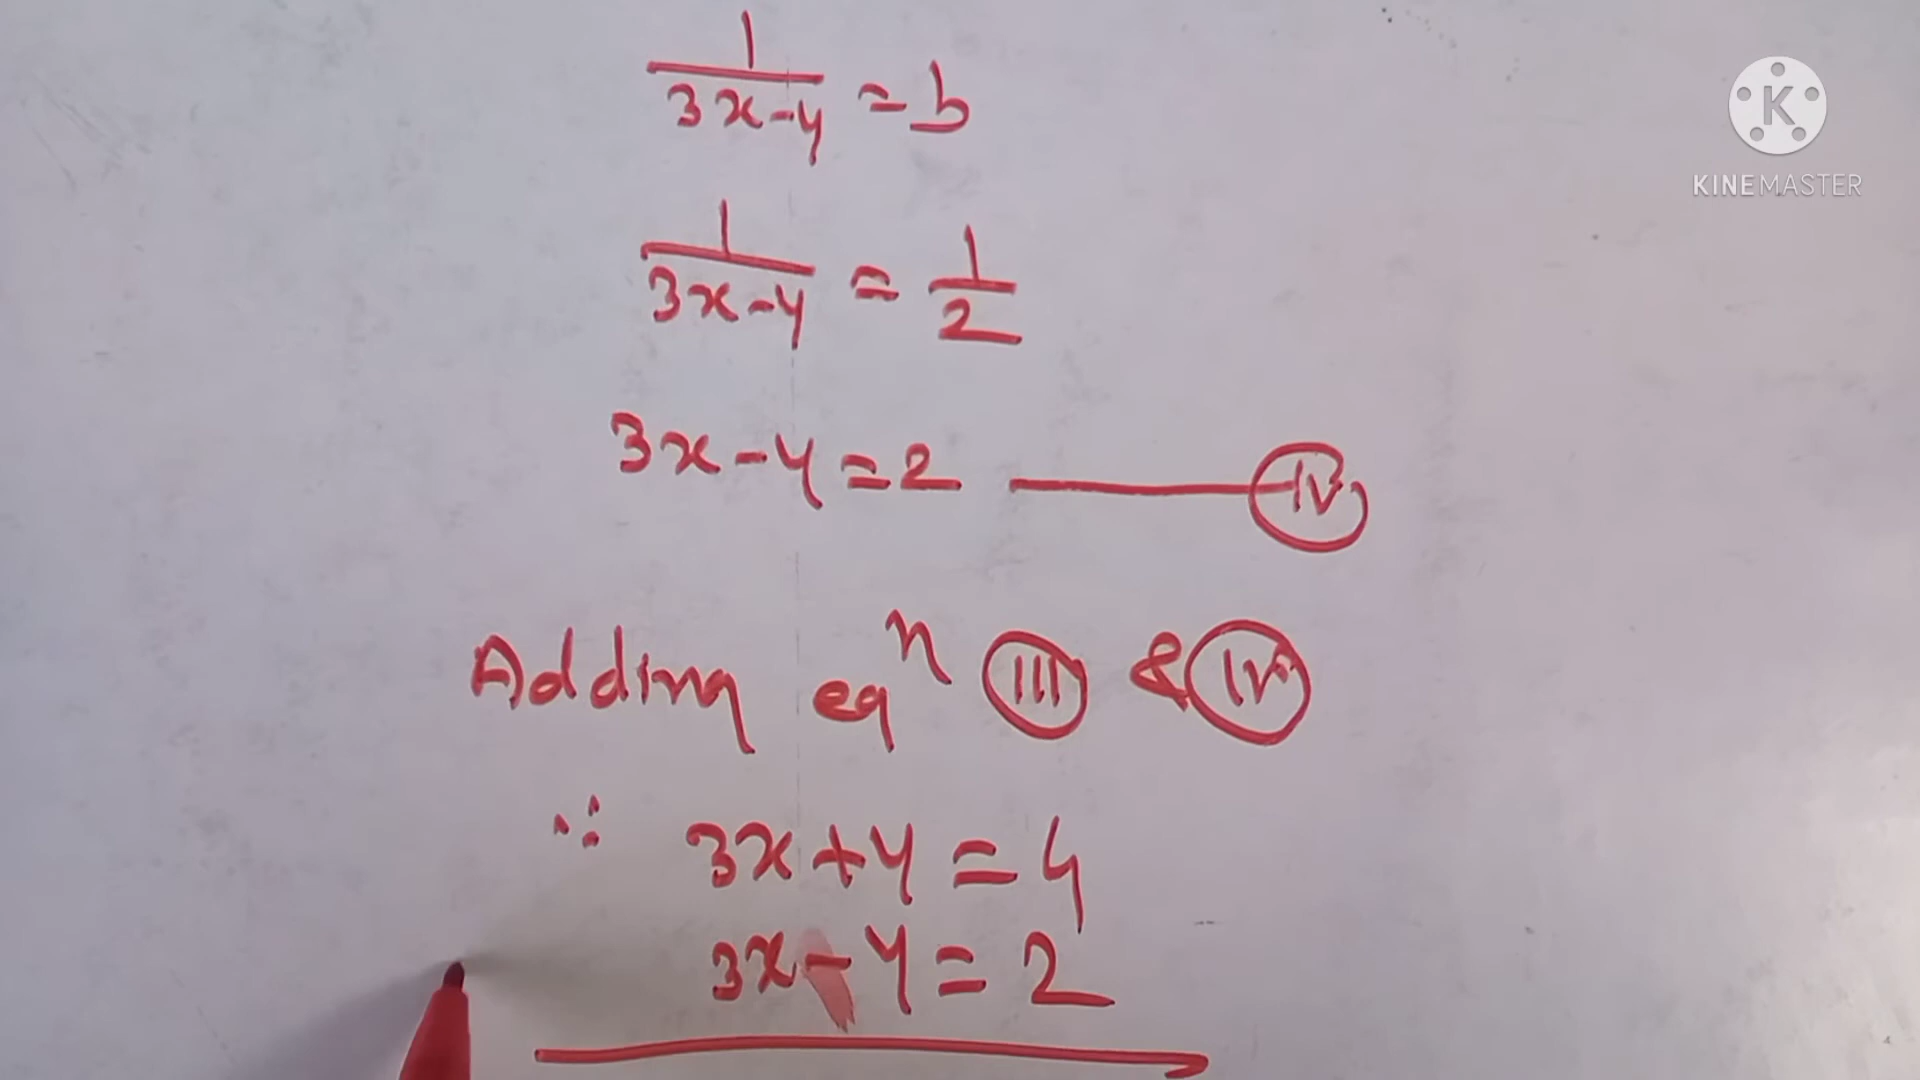 1/(3x-y) = b
KINEMASTER
1/(3x-y) = 1/2
3x-y=2 — IV
Adding eqⁿ III & IV
∵ 3x+y=4
3x-y=2